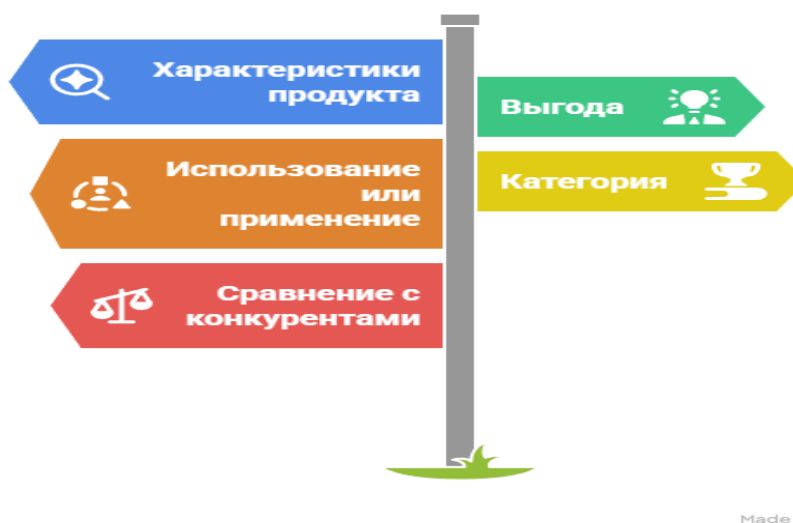 Характеристики
продукта
Выгода
Использование
или
применение
Категория
Сравнение с
конкурентами
Made